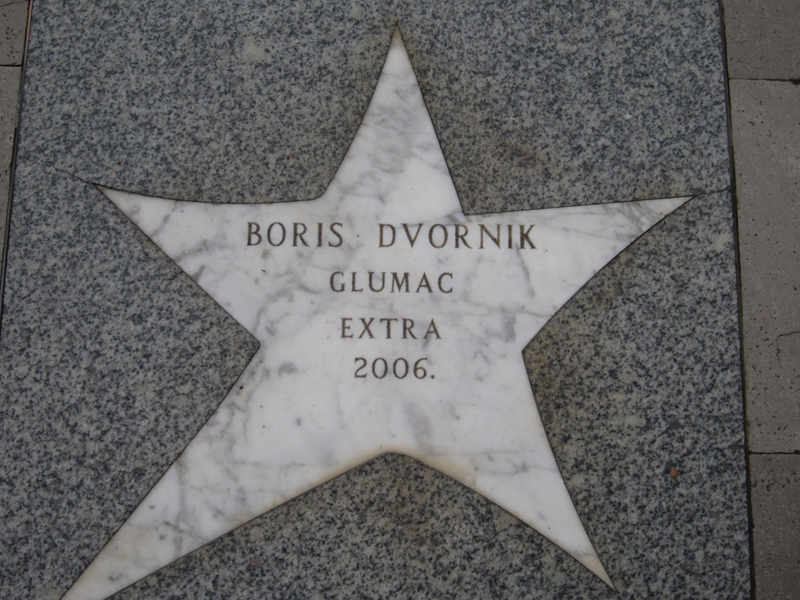 BORIS DVORNIK
GLUMAC
EXTRA
2006.